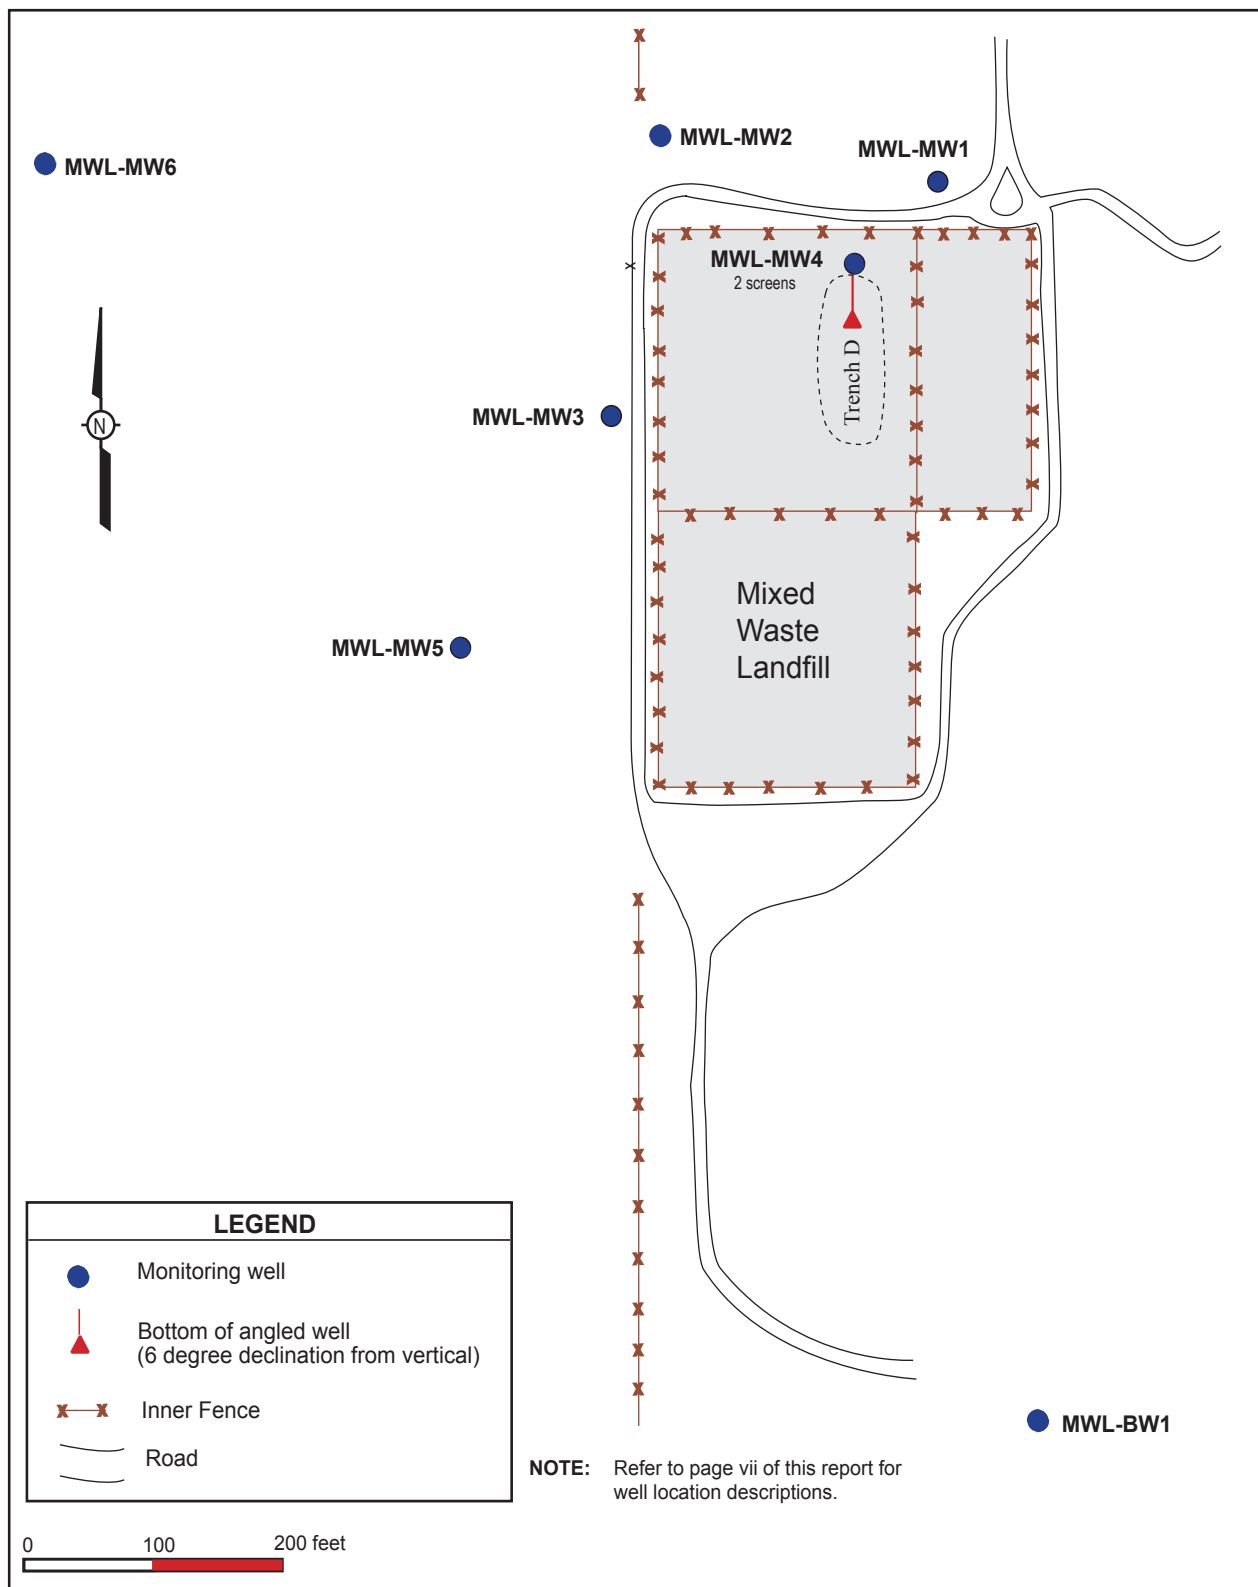 MWL-MW2
MWL-MW1
MWL-MW6
MWL-MW4
2 screens
Trench D
MWL-MW3
N
Mixed
Waste
Landfill
MWL-MW5
LEGEND
Monitoring well
Bottom of angled well
(6 degree declination from vertical)
Inner Fence
Road
MWL-BW1
NOTE: Refer to page vii of this report for
well location descriptions.
0 100 200 feet